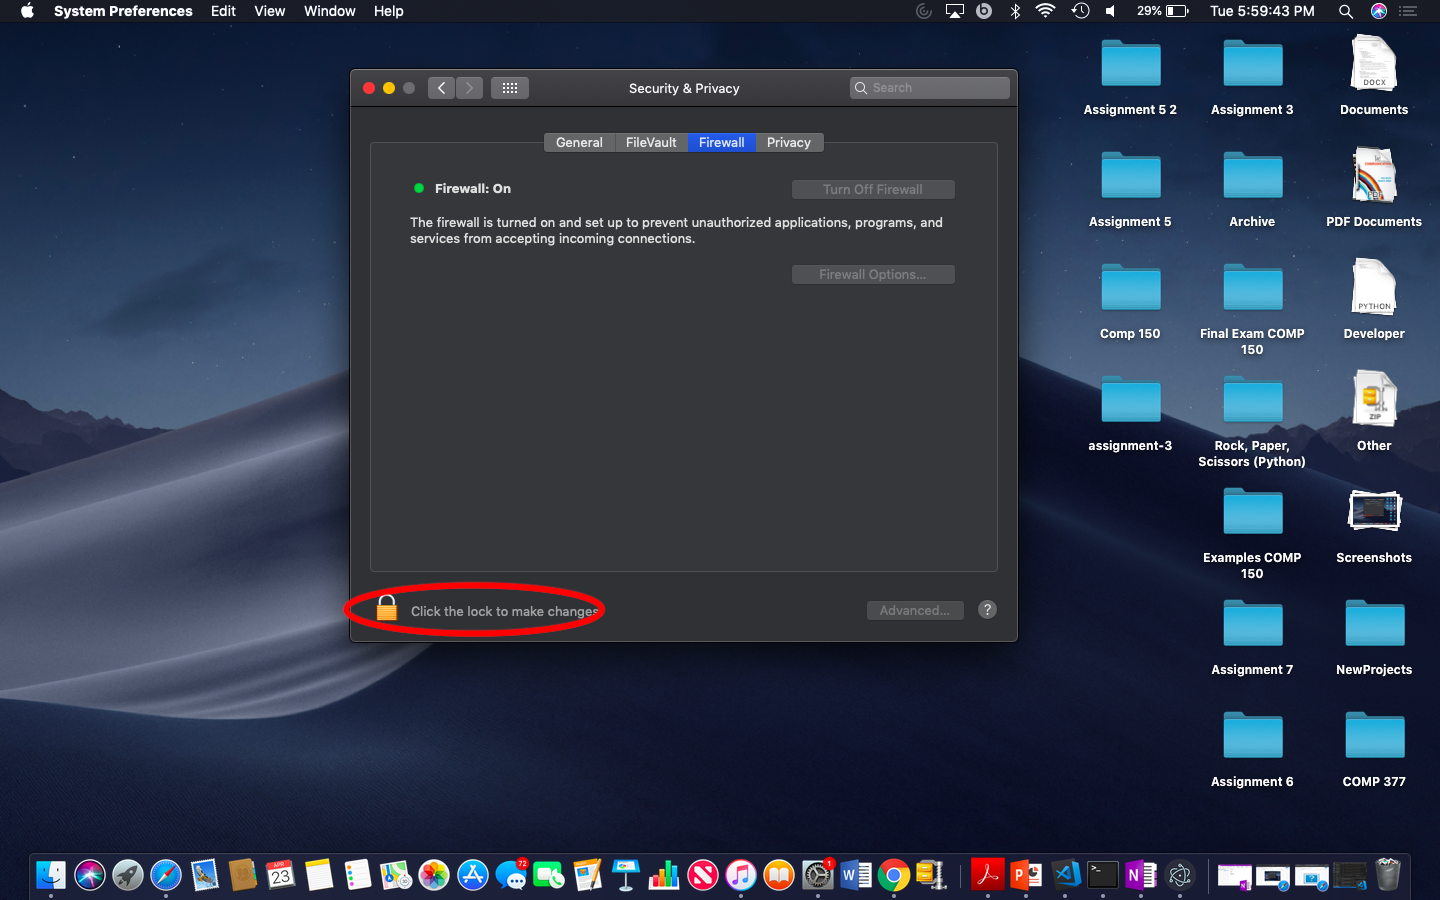 System Preferences Edit View Window Help
29% Tue 5:59:43 PM
Security & Privacy
Search
General FileVault Firewall Privacy
Firewall: On
Turn Off Firewall
The firewall is turned on and set up to prevent unauthorized applications, programs, and
services from accepting incoming connections.
Firewall Options...
Click the lock to make changes
Advanced...
?
Assignment 5 2
Assignment 3
DOCX
Documents
Assignment 5
Archive
PDF
PDF Documents
Comp 150
Final Exam COMP
150
PYTHON
Developer
assignment-3
Rock, Paper,
Scissors (Python)
ZIP
Other
Examples COMP
150
Screenshots
Assignment 7
NewProjects
Assignment 6
COMP 377
APR
23
72
1
W
P
N